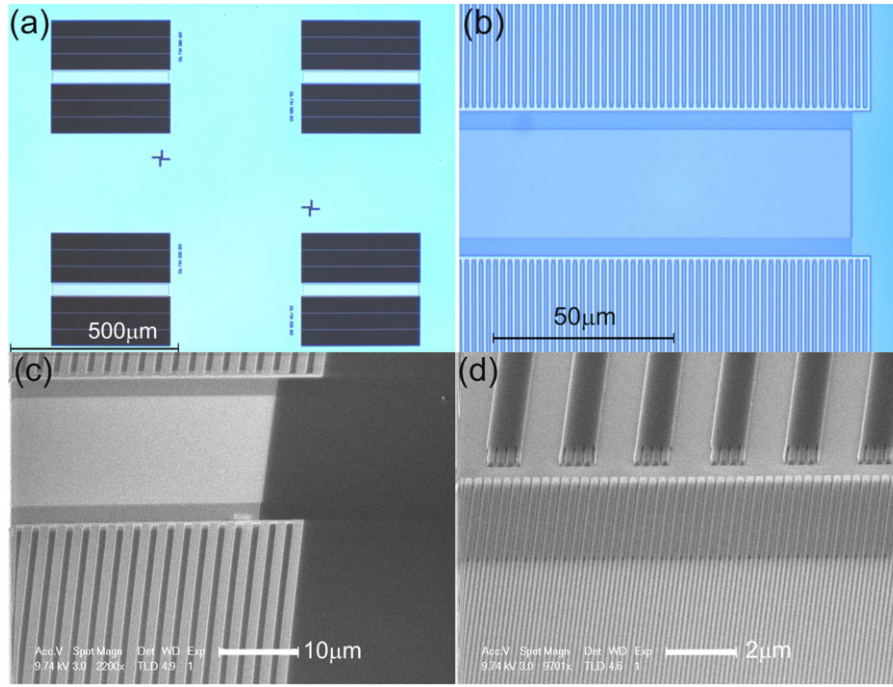 (a)
500μm
(b)
50μm
(c)
Acc.V Spot Magn Det WD Exp
9.74 kV 3.0 2200x TLD 4.9 1
10μm
(d)
Acc.V Spot Magn Det WD Exp
9.74 kV 3.0 9701x TLD 4.6 1
2μm